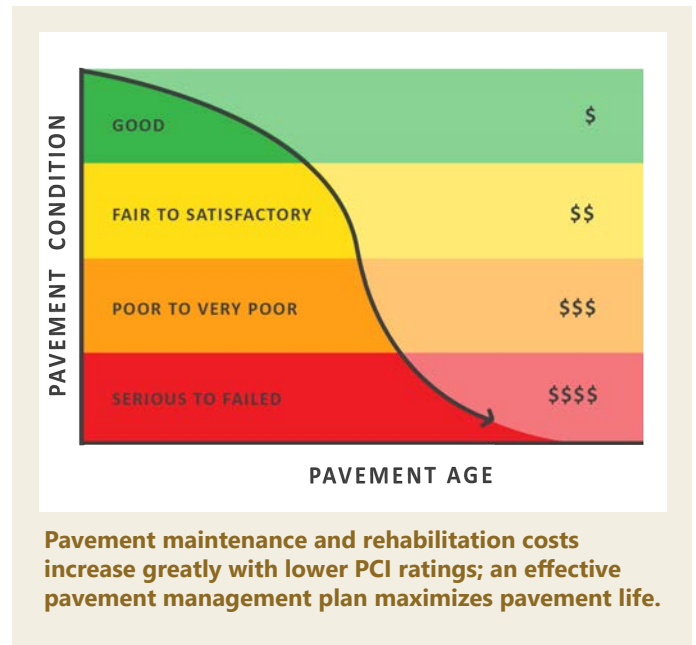 PAVEMENT CONDITION
GOOD
$
FAIR TO SATISFACTORY
$$
POOR TO VERY POOR
$$$
SERIOUS TO FAILED
$$$$
PAVEMENT AGE
Pavement maintenance and rehabilitation costs
increase greatly with lower PCI ratings; an effective
pavement management plan maximizes pavement life.